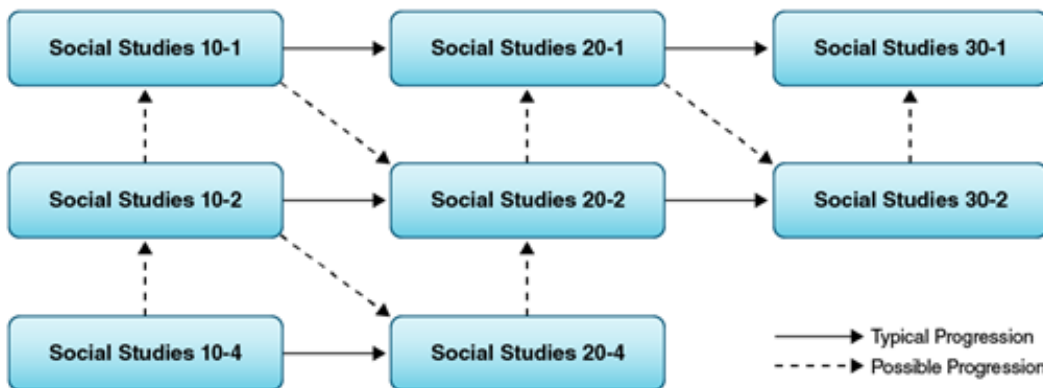 Social Studies 10-1
Social Studies 20-1
Social Studies 30-1
Social Studies 10-2
Social Studies 20-2
Social Studies 30-2
Social Studies 10-4
Social Studies 20-4
Typical Progression
Possible Progression